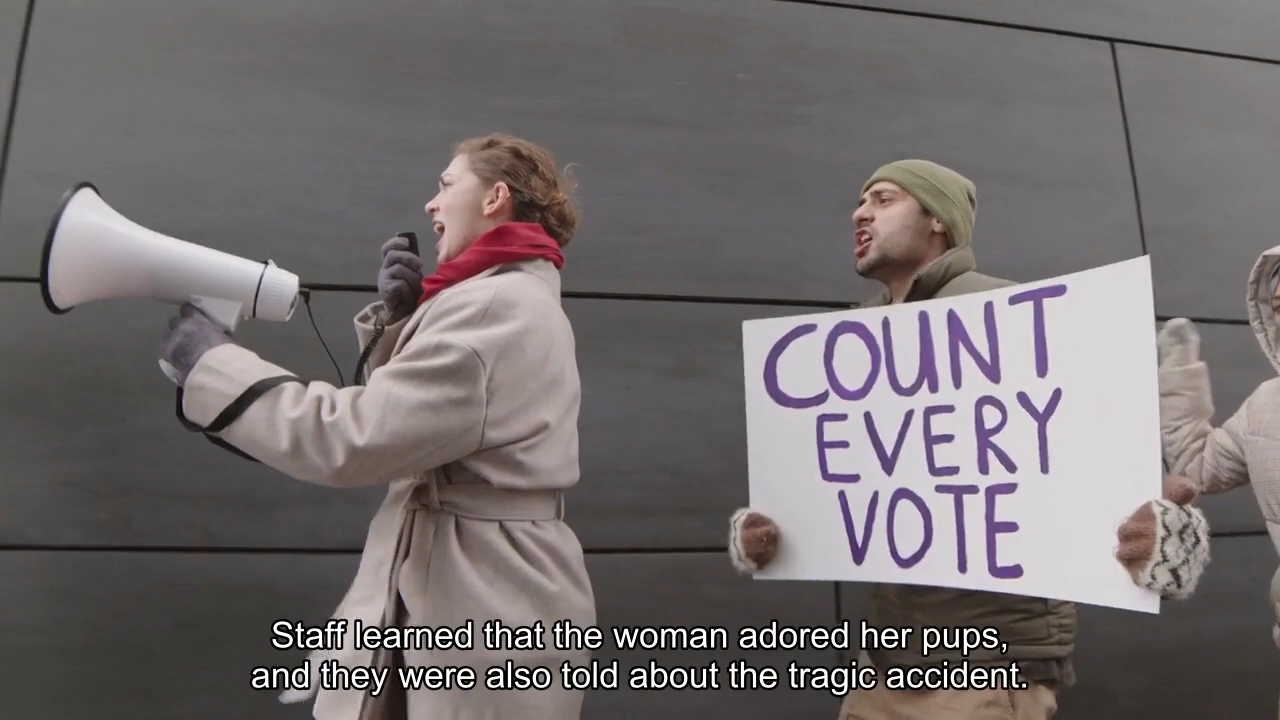 COUNT
EVERY
VOTE
Staff learned that the woman adored her pups,
and they were also told about the tragic accident.